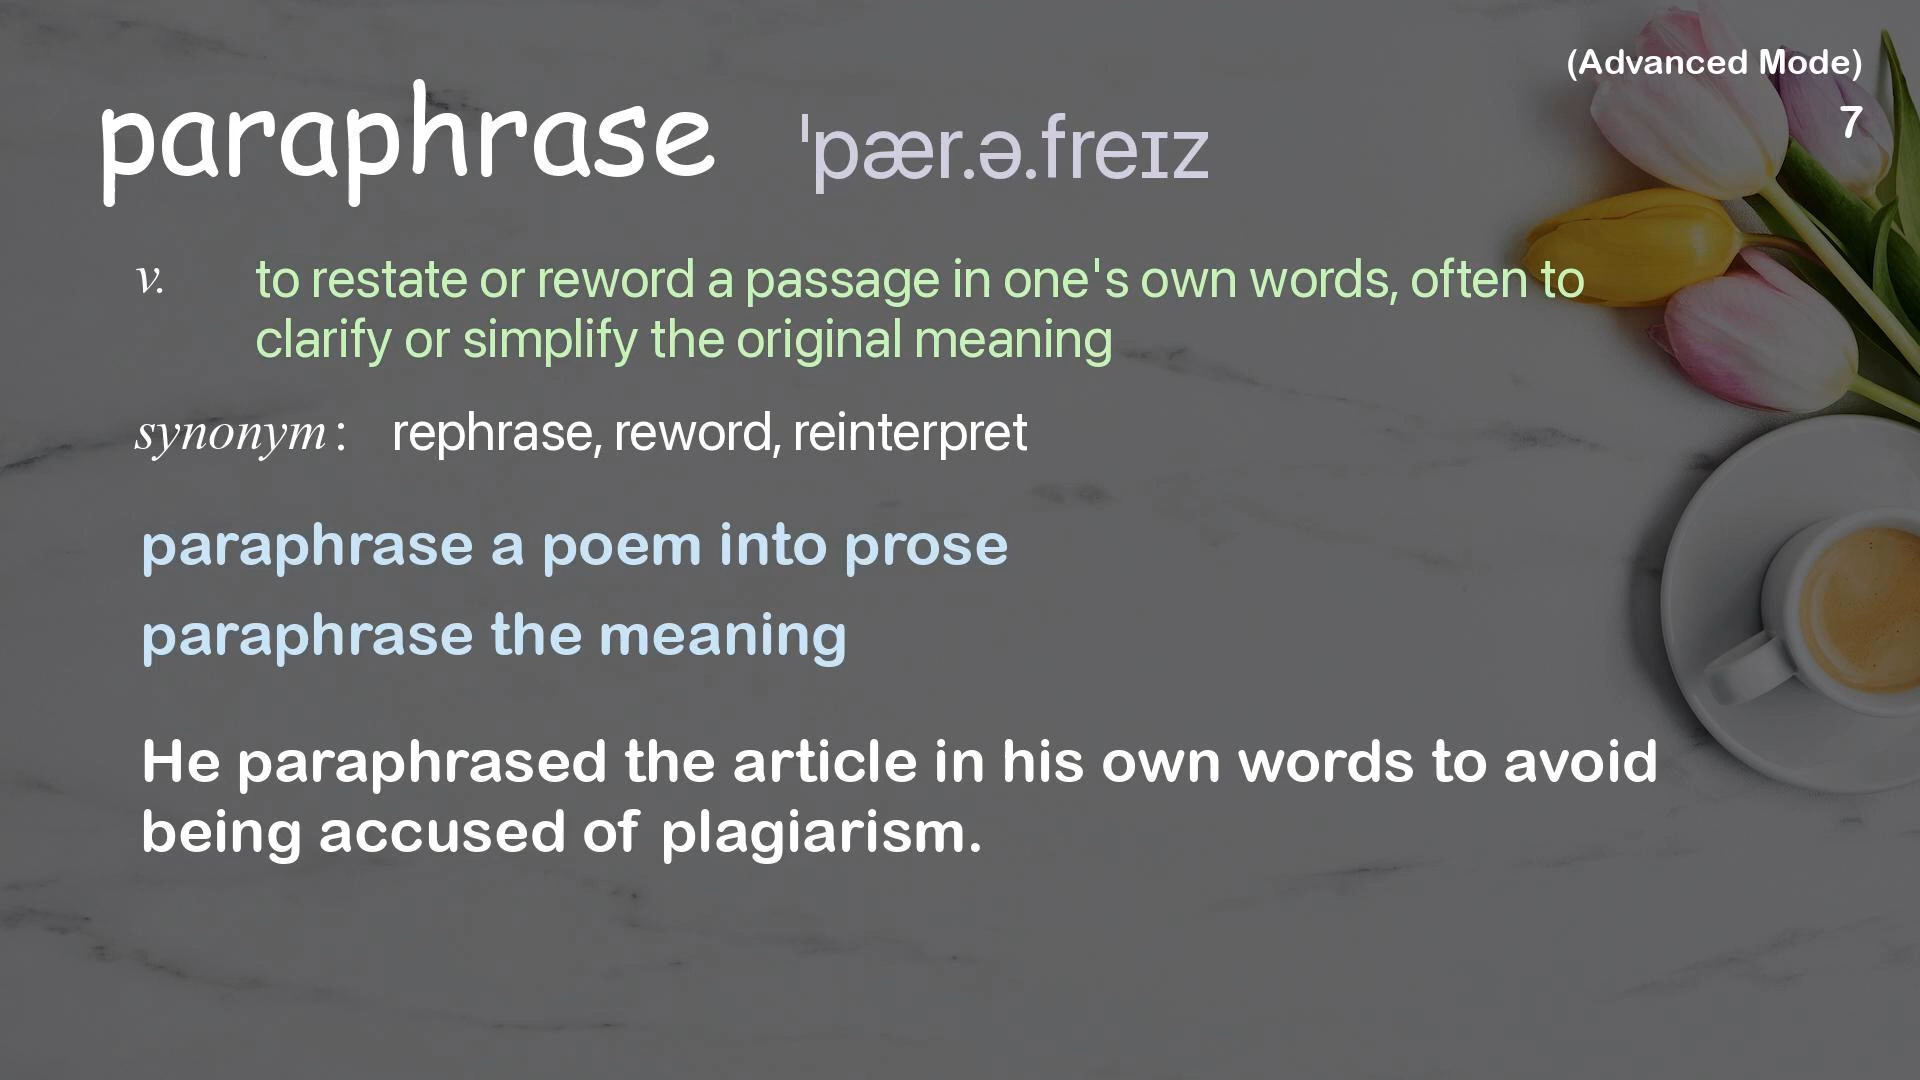 (Advanced Mode)
7
paraphrase ˈpær.ə.freɪz
v. to restate or reword a passage in one's own words, often to
clarify or simplify the original meaning
synonym: rephrase, reword, reinterpret
paraphrase a poem into prose
paraphrase the meaning
He paraphrased the article in his own words to avoid
being accused of plagiarism.